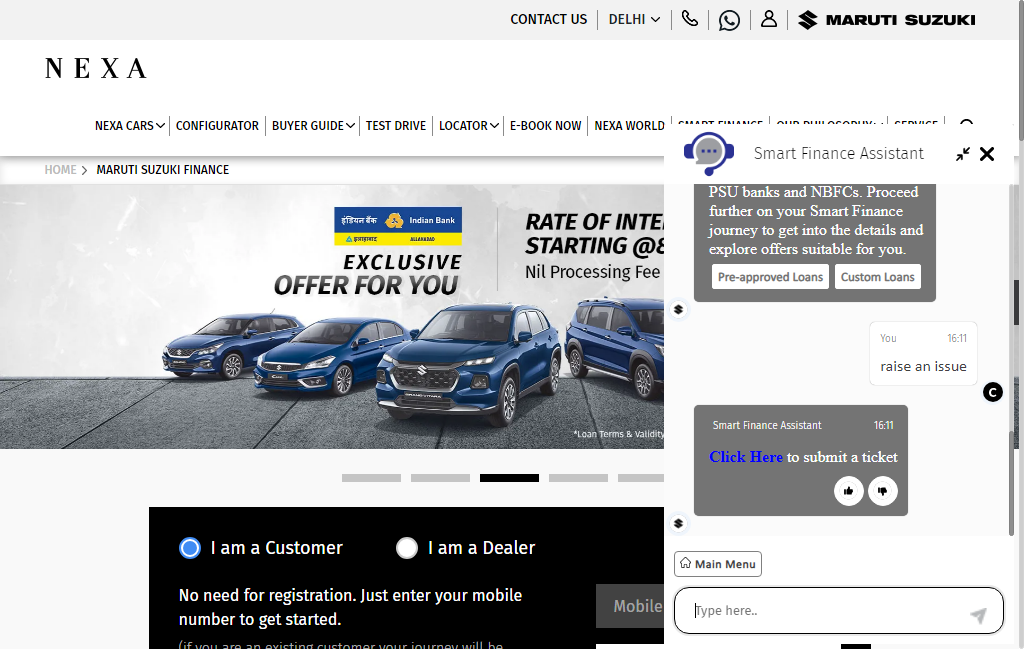 CONTACT US
DELHI
MARUTI SUZUKI
NEXA
NEXA CARS
CONFIGURATOR
BUYER GUIDE
TEST DRIVE
LOCATOR
E-BOOK NOW
NEXA WORLD
SMART FINANCE
OUR PHILOSOPHY
SERVICE
HOME
MARUTI SUZUKI FINANCE
इंडियन बैंक
Indian Bank
इलाहाबाद
ALLAHABAD
EXCLUSIVE
OFFER FOR YOU
RATE OF INTE
STARTING @8
Nil Processing Fee
GRAND VITARA
*Loan Terms & Validity
I am a Customer
I am a Dealer
No need for registration. Just enter your mobile
number to get started.
(if you are an existing customer your journey will be
Mobile
Smart Finance Assistant
PSU banks and NBFCs. Proceed
further on your Smart Finance
journey to get into the details and
explore offers suitable for you.
Pre-approved Loans
Custom Loans
You
16:11
raise an issue
C
Smart Finance Assistant
16:11
Click Here to submit a ticket
Main Menu
Type here..